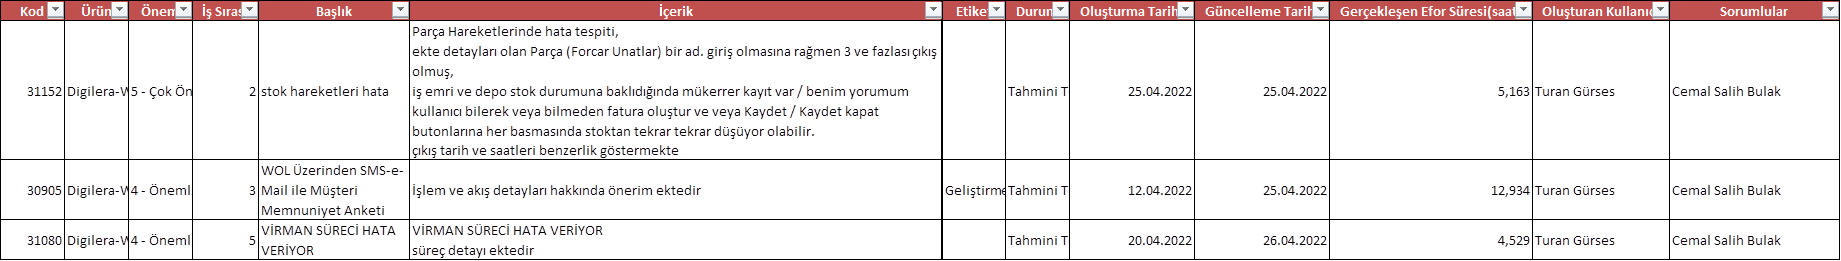 Kod Ürün Önem İş Sırası Başlık İçerik Etiket Durum Oluşturma Tarih Güncelleme Tarih Gerçekleşen Efor Süresi(saat Oluşturan Kullanıc Sorumlular
Parça Hareketlerinde hata tespiti,
ekte detayları olan Parça (Forcar Unatlar) bir ad. giriş olmasına rağmen 3 ve fazlası çıkış
olmuş,
31152 Digilera-W 5 - Çok Ön 2 stok hareketleri hata iş emri ve depo stok durumuna bakıldığında mükerrer kayıt var / benim yorumum Tahmini T 25.04.2022 25.04.2022 5,163 Turan Gürses Cemal Salih Bulak
kullanıcı bilerek veya bilmeden fatura oluştur ve veya Kaydet / Kaydet kapat
butonlarına her basmasında stoktan tekrar tekrar düşüyor olabilir.
çıkış tarih ve saatleri benzerlik göstermekte
WOL Üzerinden SMS-e-
30905 Digilera-W 4 - Öneml 3 Mail ile Müşteri İşlem ve akış detayları hakkında önerim ektedir Geliştirme Tahmini T 12.04.2022 25.04.2022 12,934 Turan Gürses Cemal Salih Bulak
Memnuniyet Anketi
VİRMAN SÜRECİ HATA VİRMAN SÜRECİ HATA VERİYOR
31080 Digilera-W 4 - Öneml 5 VERİYOR süreç detayı ektedir Tahmini T 20.04.2022 26.04.2022 4,529 Turan Gürses Cemal Salih Bulak